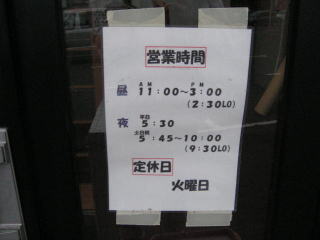 営業時間
AM PM
昼 11:00~3:00
(2:30LO)
平日
夜 5:30
土日祝
5:45~10:00
(9:30LO)
定休日
火曜日